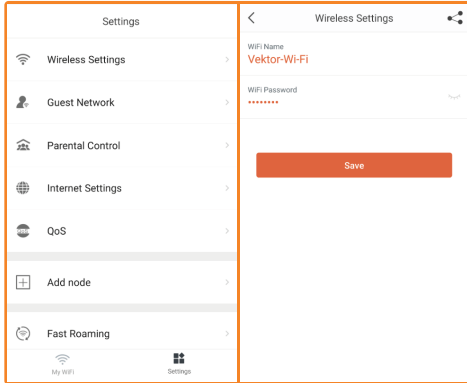 Settings
Wireless Settings
Guest Network
Parental Control
Internet Settings
QoS
Add node
Fast Roaming
My WiFi
Settings
Wireless Settings
WiFi Name
Vektor-Wi-Fi
WiFi Password
••••••••
Save